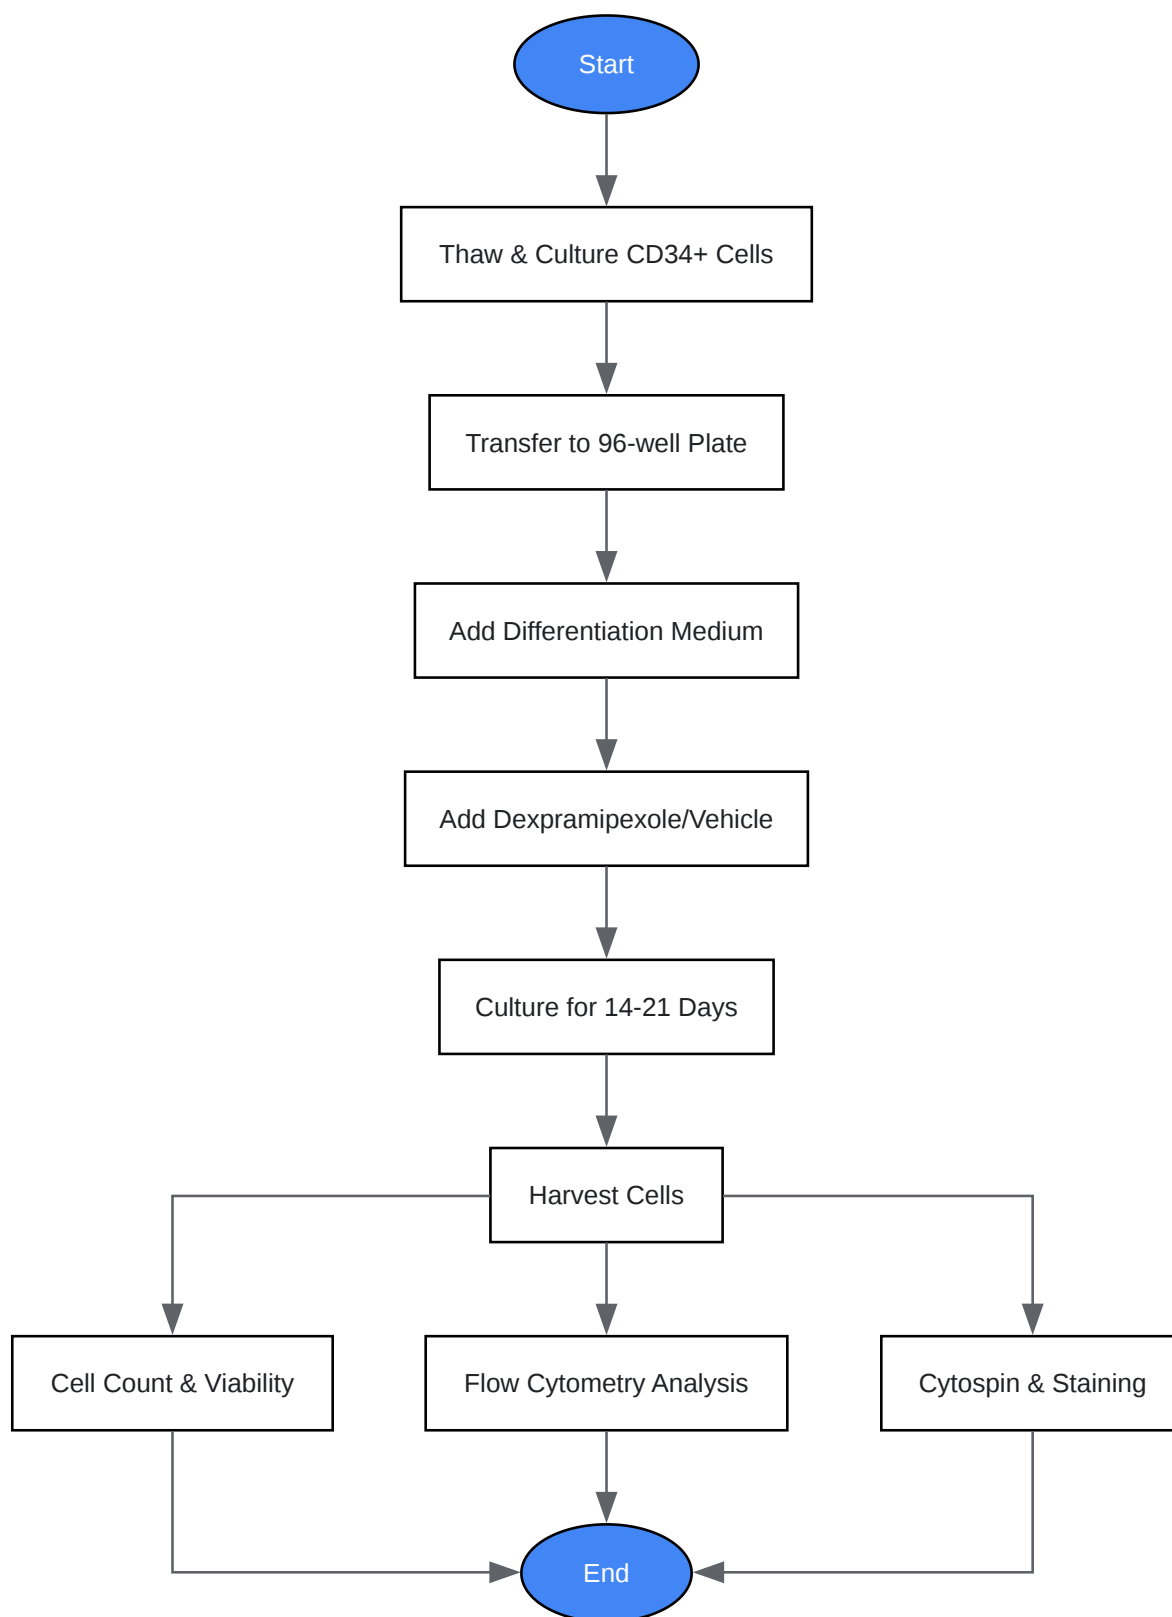 Start
Thaw & Culture CD34+ Cells
Transfer to 96-well Plate
Add Differentiation Medium
Add Dexpramipexole/Vehicle
Culture for 14-21 Days
Harvest Cells
Cell Count & Viability
Flow Cytometry Analysis
Cytospin & Staining
End